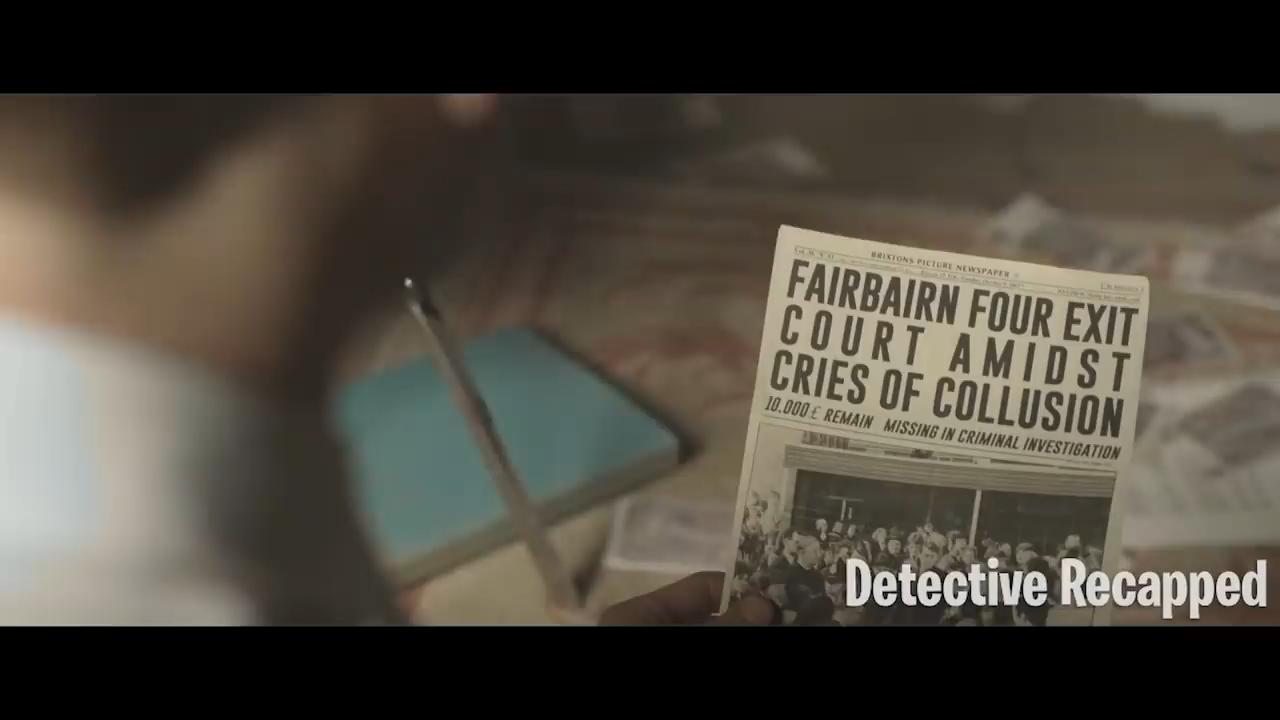 BRIXTONS PICTURE NEWSPAPER
FAIRBAIRN FOUR EXIT
COURT AMIDST
CRIES OF COLLUSION
10.000 £ REMAIN MISSING IN CRIMINAL INVESTIGATION
Detective Recapped